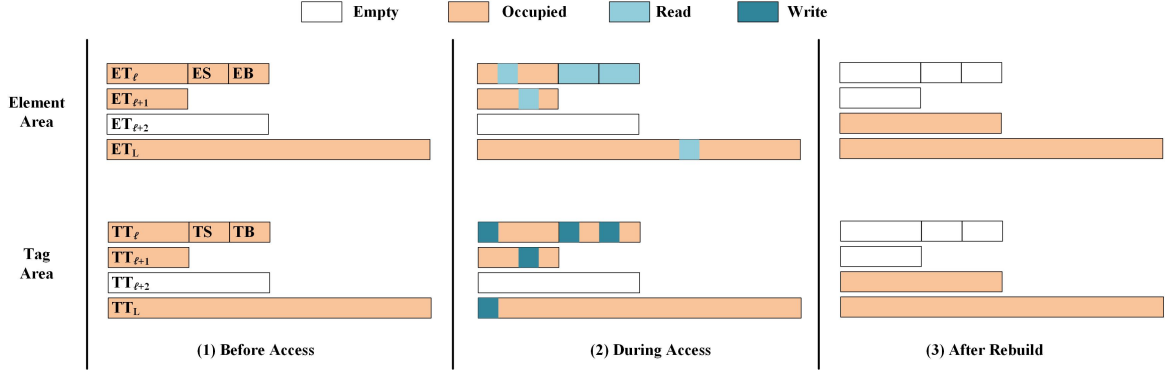 Empty Occupied Read Write
Element
Area
ETℓ ES EB
ETℓ+1
ETℓ+2
ETL
Tag
Area
TTℓ TS TB
TTℓ+1
TTℓ+2
TTL
(1) Before Access
(2) During Access
(3) After Rebuild